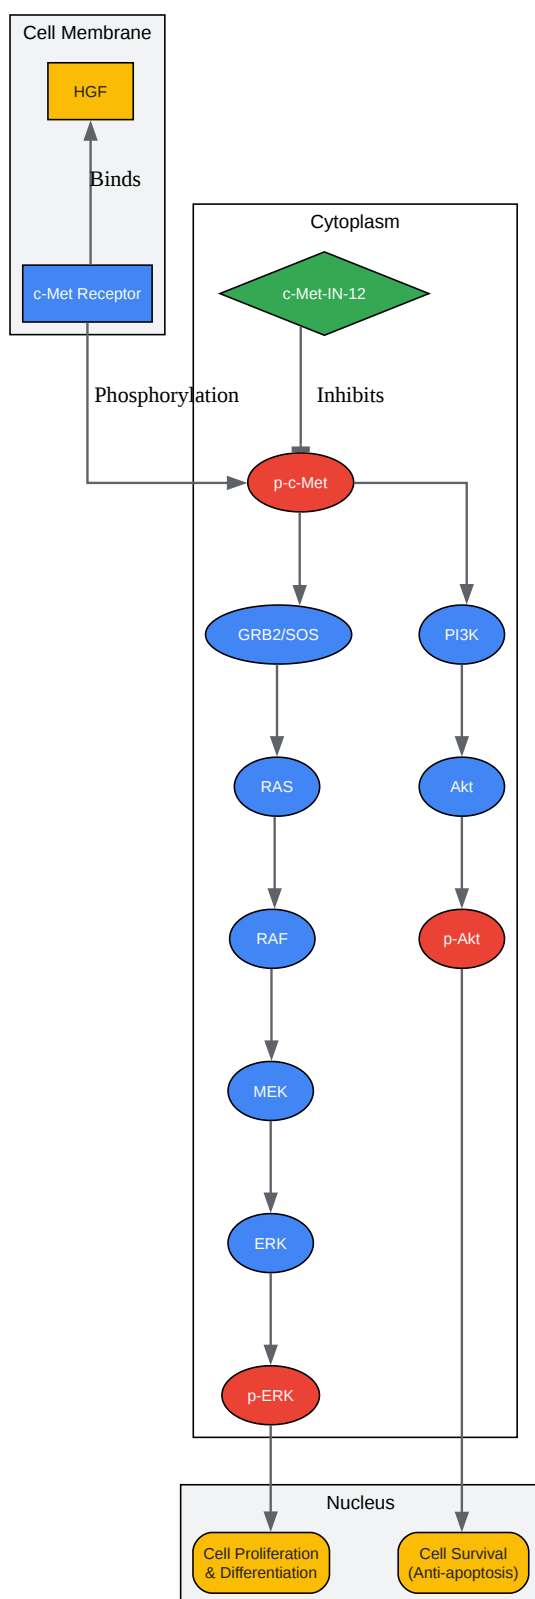 Cell Membrane
HGF
Binds
c-Met Receptor
Cytoplasm
c-Met-IN-12
Phosphorylation
Inhibits
p-c-Met
GRB2/SOS
PI3K
RAS
Akt
RAF
p-Akt
MEK
ERK
p-ERK
Nucleus
Cell Proliferation
& Differentiation
Cell Survival
(Anti-apoptosis)